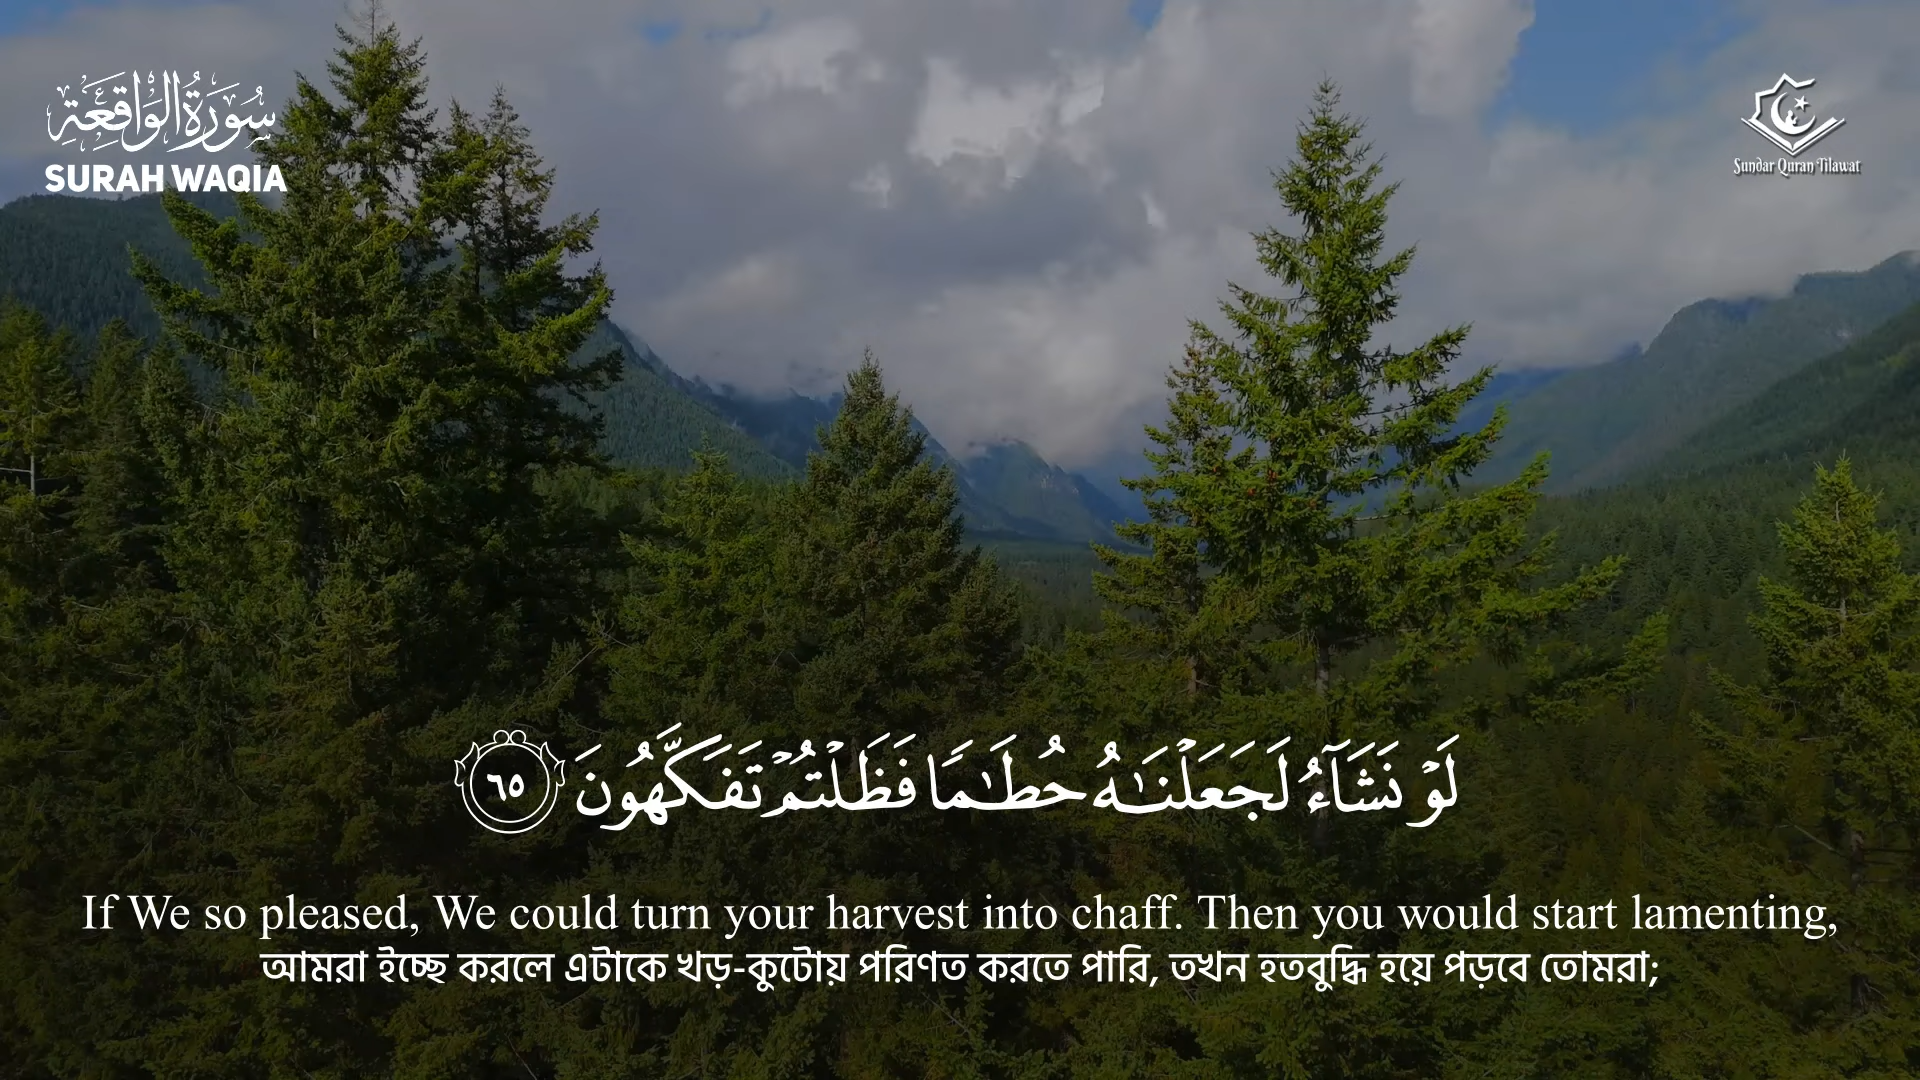 سُورَةُ الوَاقِعَةِ
SURAH WAQIA
Sundar Quran Tilawat
لَوْ نَشَآءُ لَجَعَلْنَـٰهُ حُطَـٰمًا فَظَلْتُمْ تَفَكَّهُونَ ٦٥
If We so pleased, We could turn your harvest into chaff. Then you would start lamenting,
আমরা ইচ্ছে করলে এটাকে খড়-কুটোয় পরিণত করতে পারি, তখন হতবুদ্ধি হয়ে পড়বে তোমরা;